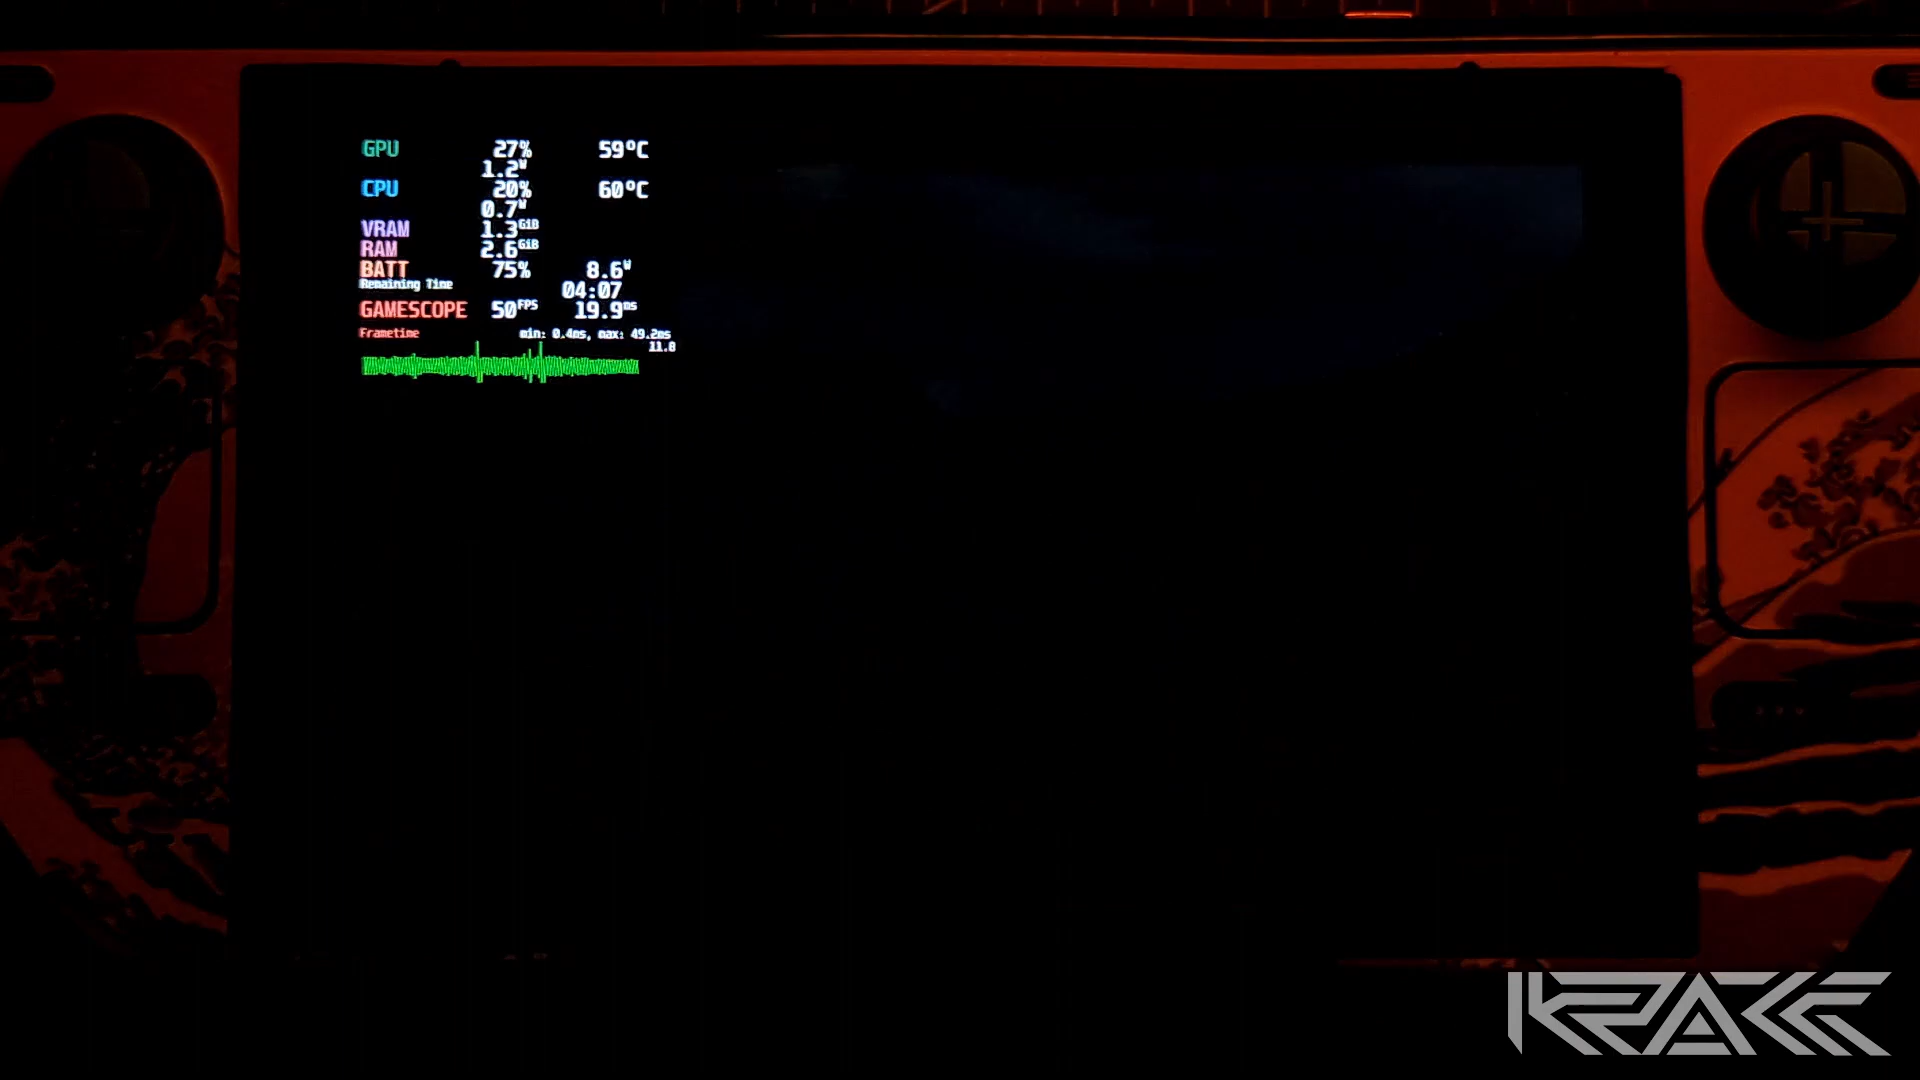 GPU 27% 59°C
1.2W
CPU 20% 60°C
0.7W
VRAM 1.3GiB
RAM 2.6GiB
BATT 75% 8.6W
Remaining Time 04:07
GAMESCOPE 50FPS 19.9ms
Frametime min: 0.4ms, max: 49.2ms
11.8